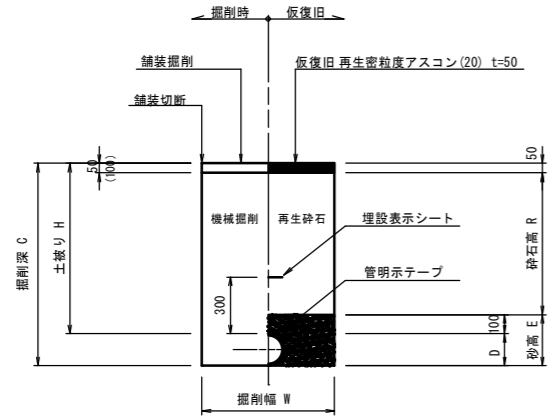 掘削時 仮復旧
舗装掘削
仮復旧 再生密粒度アスコン(20) t=50
舗装切断
50
(100)
50
機械掘削 再生砕石
埋設表示シート
管明示テープ
掘削深 C
土被り H
300
砕石高 R
100
砂高 E
D
掘削幅 W